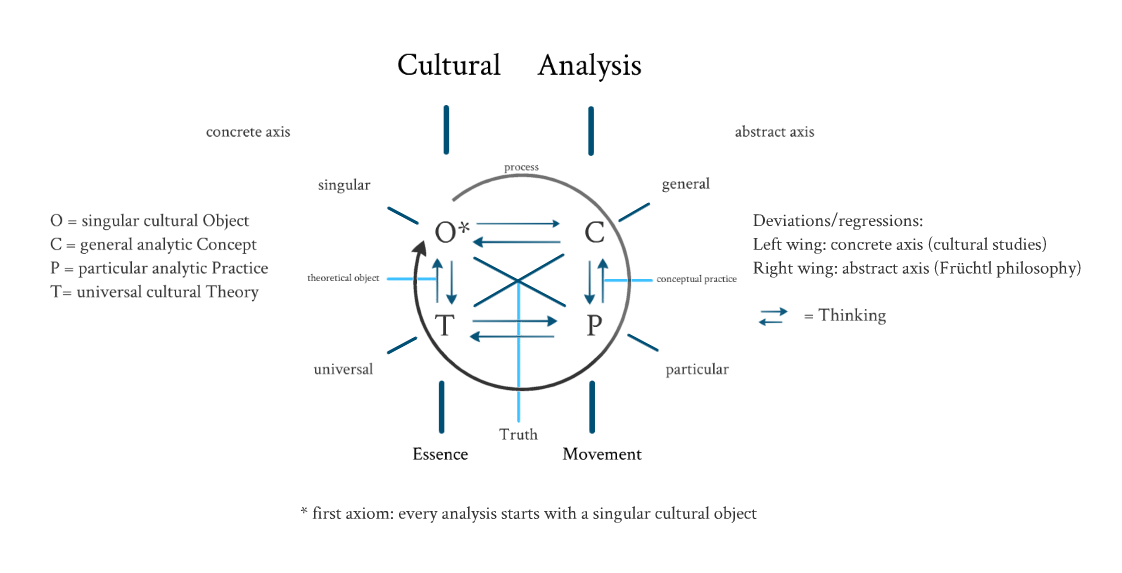 Cultural Analysis
concrete axis
abstract axis
process
singular
general
O = singular cultural Object
C = general analytic Concept
P = particular analytic Practice
T= universal cultural Theory
O*
C
Deviations/regressions:
Left wing: concrete axis (cultural studies)
Right wing: abstract axis (Früchtl philosophy)
theoretical object
conceptual practice
= Thinking
T
P
universal
particular
Truth
Essence
Movement
* first axiom: every analysis starts with a singular cultural object